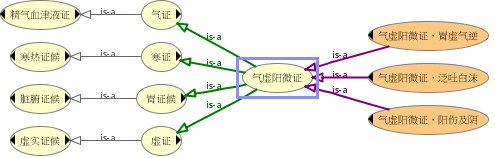 精气血津液证
is-a
气证
寒热证候
is-a
寒证
脏腑证候
is-a
胃证候
虚实证候
is-a
虚证
is-a
is-a
is-a
is-a
气虚阳微证
is-a
is-a
is-a
气虚阳微证，胃虚气逆
气虚阳微证，泛吐白沫
气虚阳微证，阳伤及阴